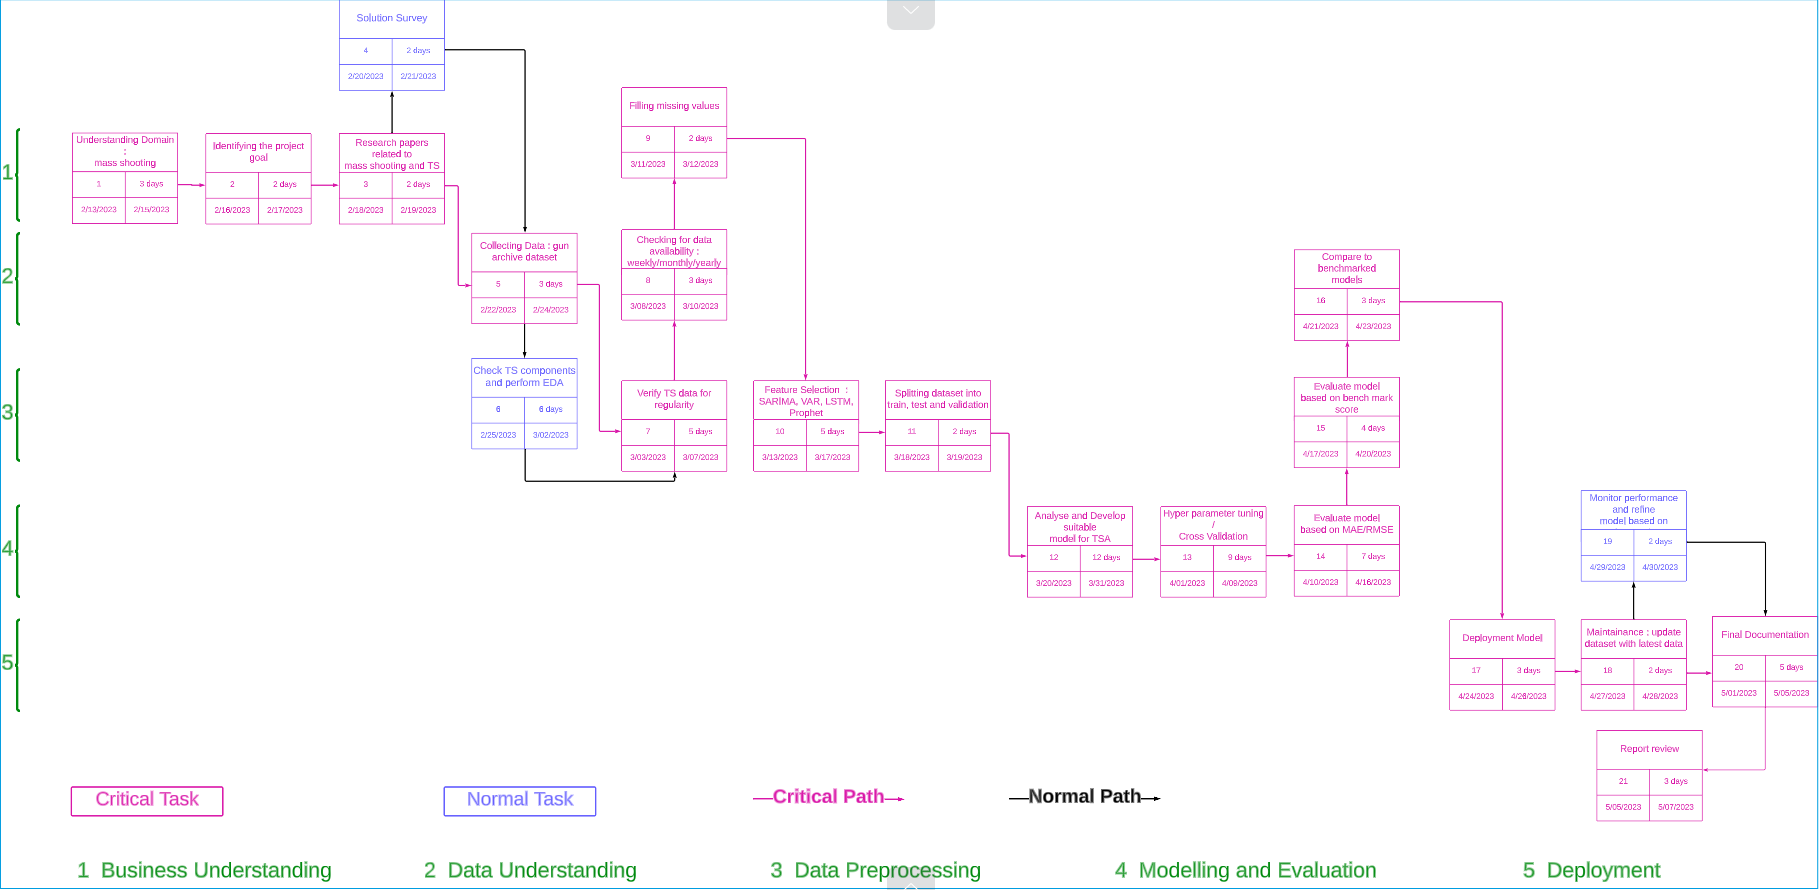 Solution Survey
4 2 days
2/20/2023 2/21/2023
Understanding Domain
:
mass shooting
1 3 days
2/13/2023 2/15/2023
Identifying the project
goal
2 2 days
2/16/2023 2/17/2023
Research papers
related to
mass shooting and TS
3 2 days
2/18/2023 2/19/2023
Collecting Data : gun
archive dataset
5 3 days
2/22/2023 2/24/2023
Check TS components
and perform EDA
6 6 days
2/25/2023 3/02/2023
Filling missing values
9 2 days
3/11/2023 3/12/2023
Checking for data
availability :
weekly/monthly/yearly
8 3 days
3/08/2023 3/10/2023
Verify TS data for
regularity
7 5 days
3/03/2023 3/07/2023
Feature Selection :
SARIMA, VAR, LSTM,
Prophet
10 5 days
3/13/2023 3/17/2023
Splitting dataset into
train, test and validation
11 2 days
3/18/2023 3/19/2023
Analyse and Develop
suitable
model for TSA
12 12 days
3/20/2023 3/31/2023
Hyper parameter tuning
/
Cross Validation
13 9 days
4/01/2023 4/09/2023
Evaluate model
based on MAE/RMSE
14 7 days
4/10/2023 4/16/2023
Evaluate model
based on bench mark
score
15 4 days
4/17/2023 4/20/2023
Compare to
benchmarked
models
16 3 days
4/21/2023 4/23/2023
Deployment Model
17 3 days
4/24/2023 4/26/2023
Maintainance : update
dataset with latest data
18 2 days
4/27/2023 4/28/2023
Monitor performance
and refine
model based on
19 2 days
4/29/2023 4/30/2023
Final Documentation
20 5 days
5/01/2023 5/05/2023
Report review
21 3 days
5/05/2023 5/07/2023
1
2
3
4
5
Critical Task Normal Task Critical Path Normal Path
1 Business Understanding 2 Data Understanding 3 Data Preprocessing 4 Modelling and Evaluation 5 Deployment